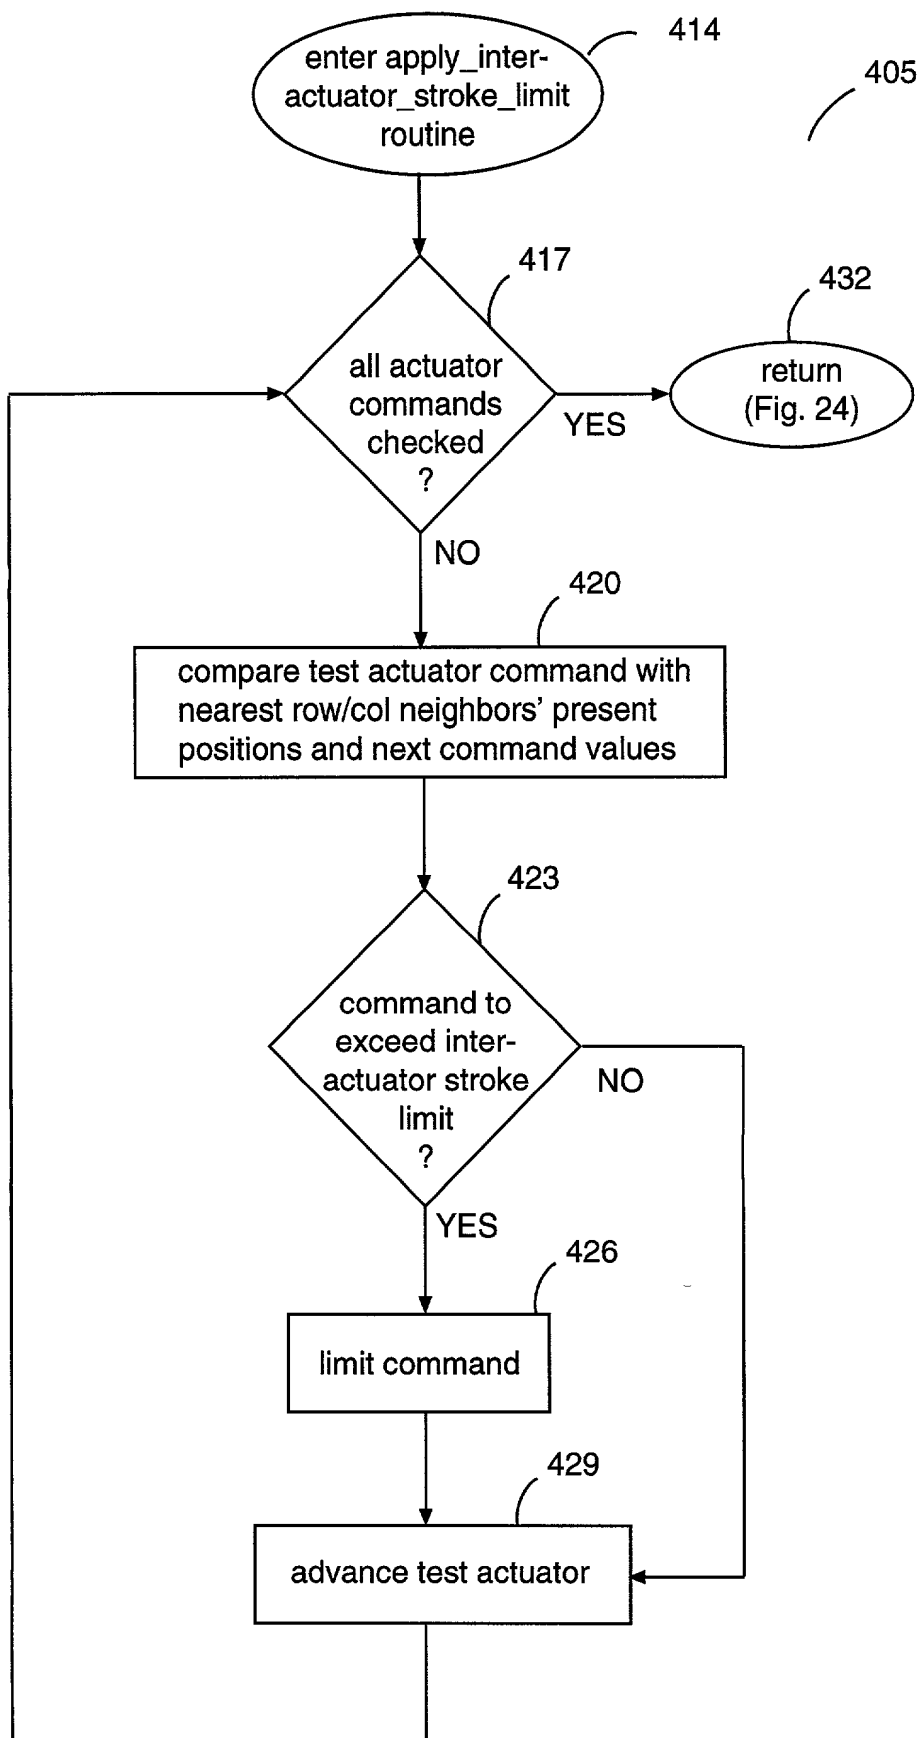 enter apply_inter-
actuator_stroke_limit
routine
414
405
417
all actuator
commands
checked
?
YES
432
return
(Fig. 24)
NO
420
compare test actuator command with
nearest row/col neighbors' present
positions and next command values
423
command to
exceed inter-
actuator stroke
limit
?
NO
YES
426
limit command
429
advance test actuator